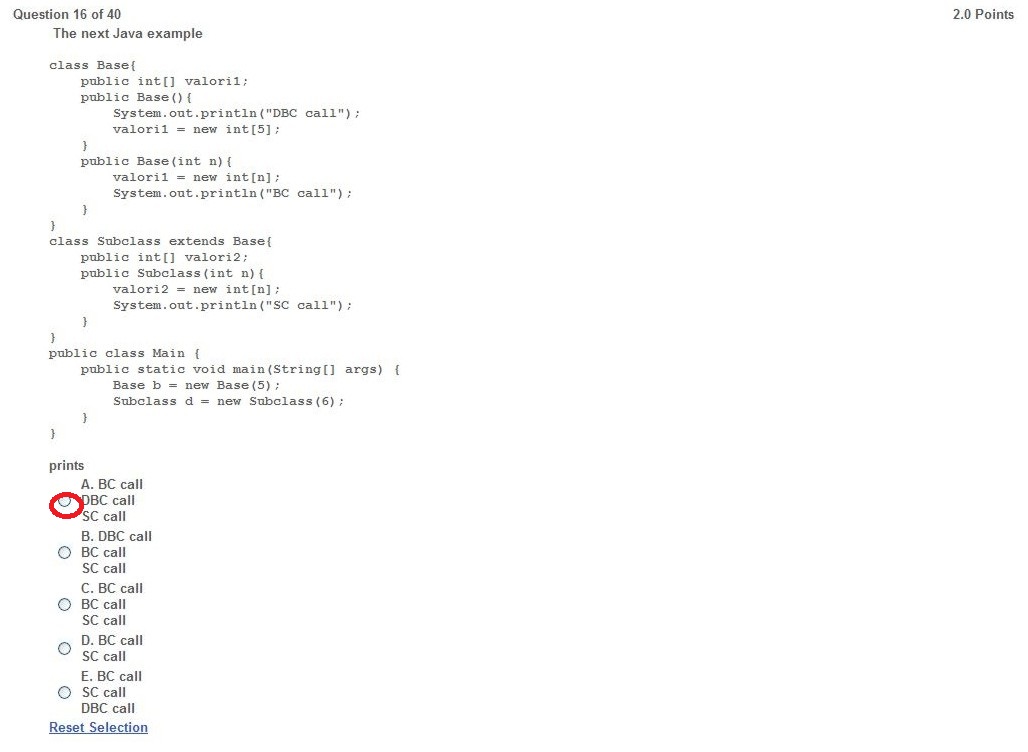 Question 16 of 40
2.0 Points
The next Java example
class Base{
    public int[] valori1;
    public Base(){
        System.out.println("DBC call");
        valori1 = new int[5];
    }
    public Base(int n){
        valori1 = new int[n];
        System.out.println("BC call");
    }
}
class Subclass extends Base{
    public int[] valori2;
    public Subclass(int n){
        valori2 = new int[n];
        System.out.println("SC call");
    }
}
public class Main {
    public static void main(String[] args) {
        Base b = new Base(5);
        Subclass d = new Subclass(6);
    }
}
prints
A. BC call
DBC call
SC call
B. DBC call
BC call
SC call
C. BC call
BC call
SC call
D. BC call
SC call
E. BC call
SC call
DBC call
Reset Selection